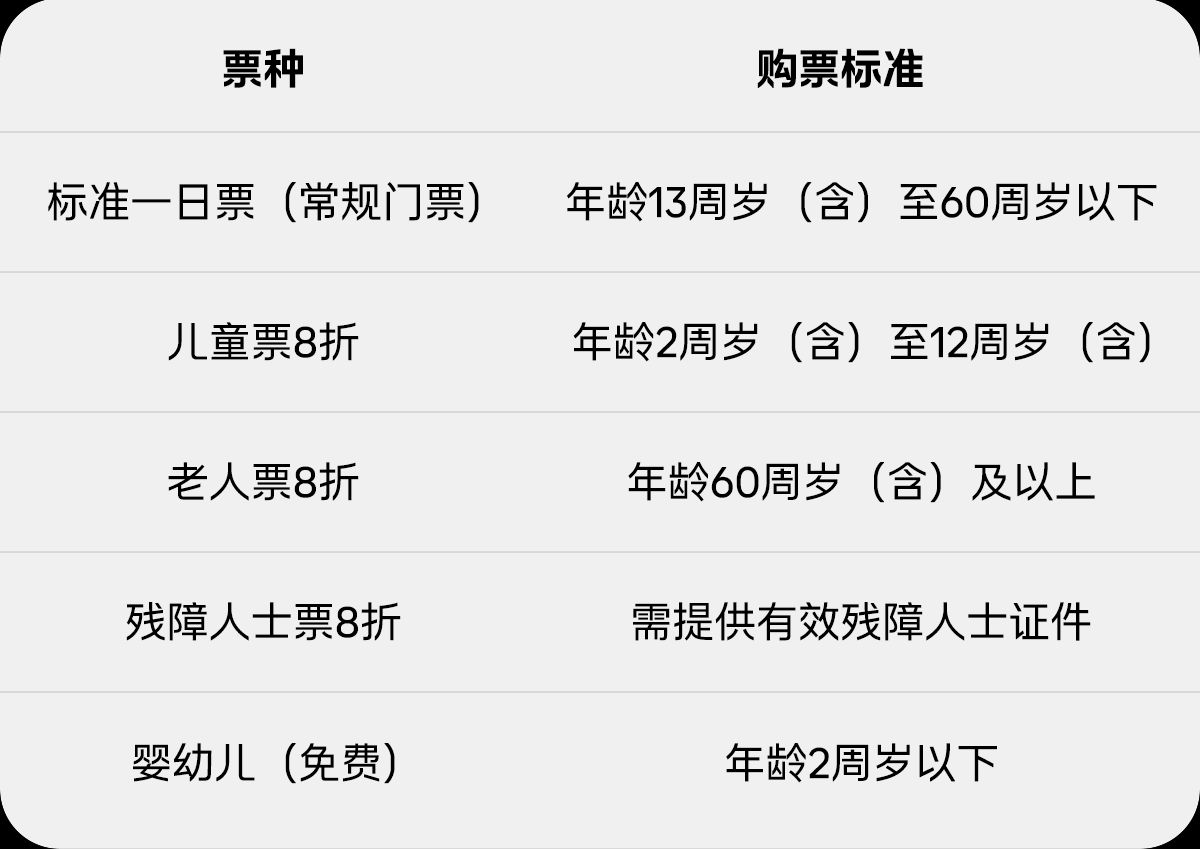 票种 购票标准
标准一日票（常规门票） 年龄13周岁（含）至60周岁以下
儿童票8折 年龄2周岁（含）至12周岁（含）
老人票8折 年龄60周岁（含）及以上
残障人士票8折 需提供有效残障人士证件
婴幼儿（免费） 年龄2周岁以下